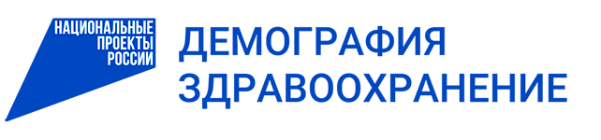 НАЦИОНАЛЬНЫЕ
ПРОЕКТЫ
РОССИИ
ДЕМОГРАФИЯ
ЗДРАВООХРАНЕНИЕ